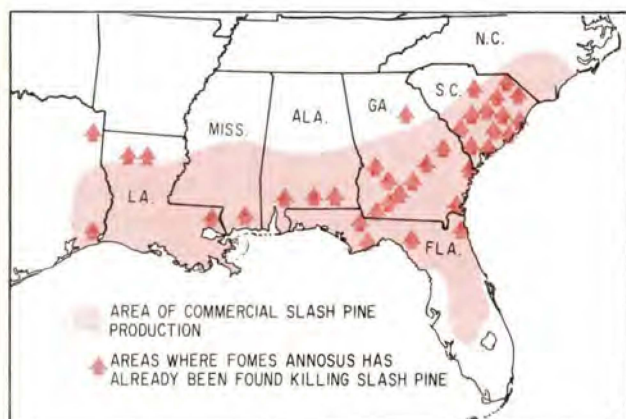 N.C.
S.C.
GA.
ALA.
MISS.
LA.
FLA.
AREA OF COMMERCIAL SLASH PINE
PRODUCTION
AREAS WHERE FOMES ANNOSUS HAS
ALREADY BEEN FOUND KILLING SLASH PINE